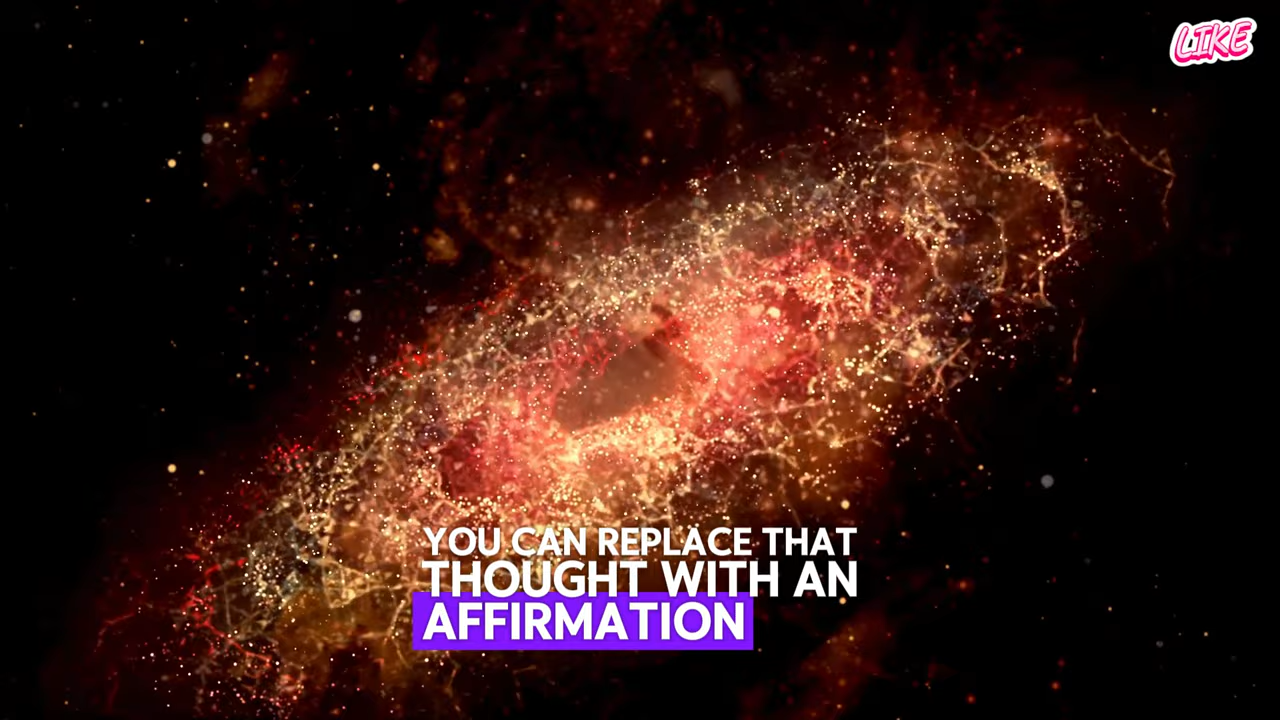 LIKE
YOU CAN REPLACE THAT
THOUGHT WITH AN
AFFIRMATION